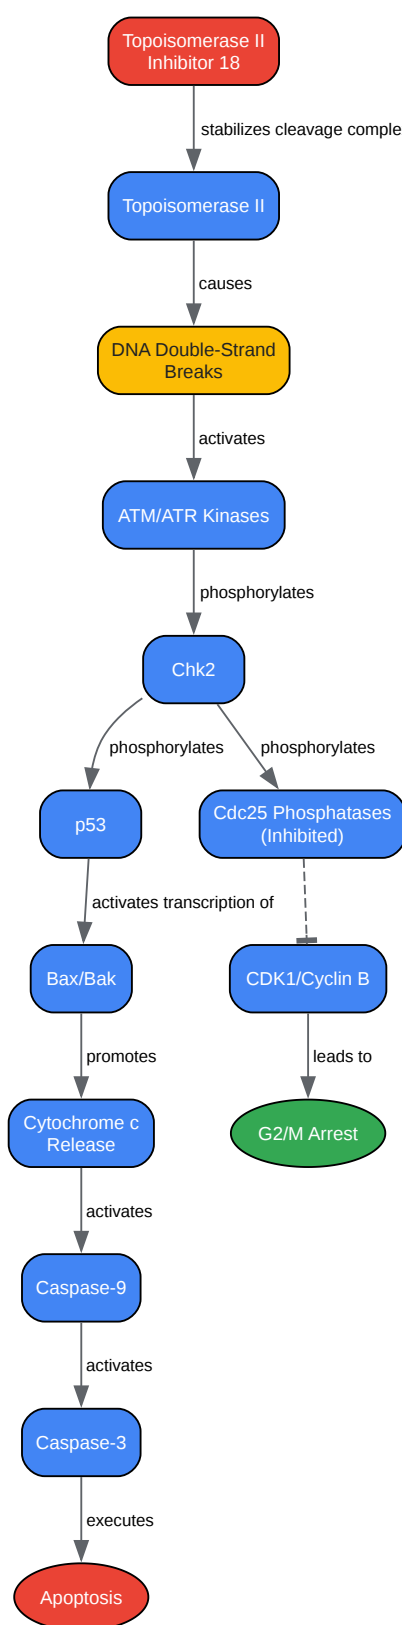 Topoisomerase II
Inhibitor 18
stabilizes cleavage comple
Topoisomerase II
causes
DNA Double-Strand
Breaks
activates
ATM/ATR Kinases
phosphorylates
Chk2
phosphorylates
phosphorylates
p53
Cdc25 Phosphatases
(Inhibited)
activates transcription of
Bax/Bak
CDK1/Cyclin B
promotes
leads to
Cytochrome c
Release
G2/M Arrest
activates
Caspase-9
activates
Caspase-3
executes
Apoptosis